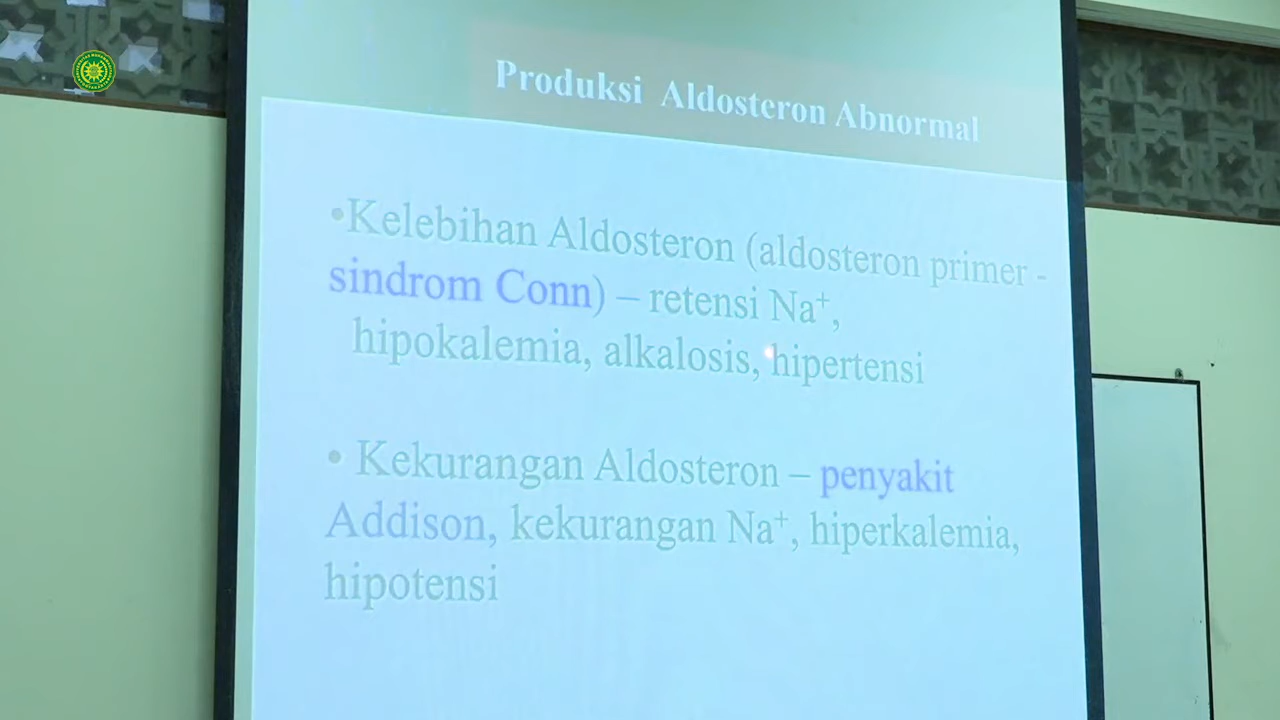 Produksi Aldosteron Abnormal
•Kelebihan Aldosteron (aldosteron primer -
sindrom Conn) – retensi Na⁺,
hipokalemia, alkalosis, hipertensi
• Kekurangan Aldosteron – penyakit
Addison, kekurangan Na⁺, hiperkalemia,
hipotensi